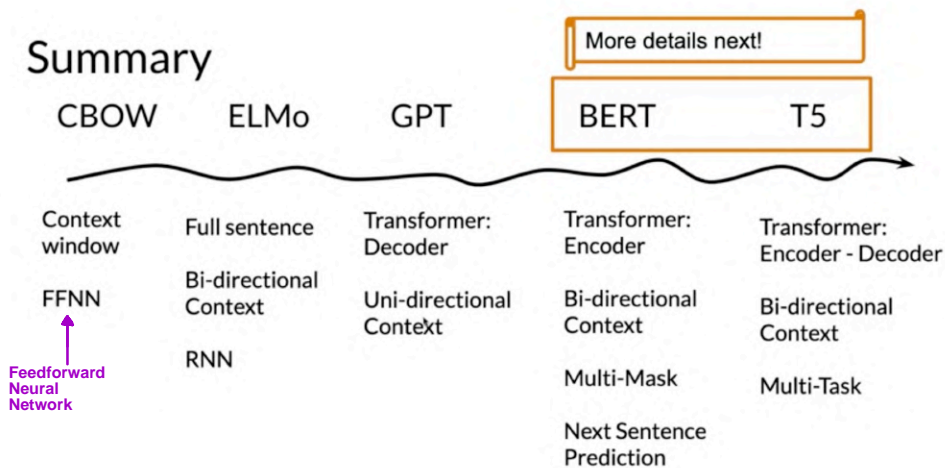 More details next!
Summary
CBOW
ELMo
GPT
BERT
T5
Context
window
FFNN
Feedforward
Neural
Network
Full sentence
Bi-directional
Context
RNN
Transformer:
Decoder
Uni-directional
Context
Transformer:
Encoder
Bi-directional
Context
Multi-Mask
Next Sentence
Prediction
Transformer:
Encoder - Decoder
Bi-directional
Context
Multi-Task